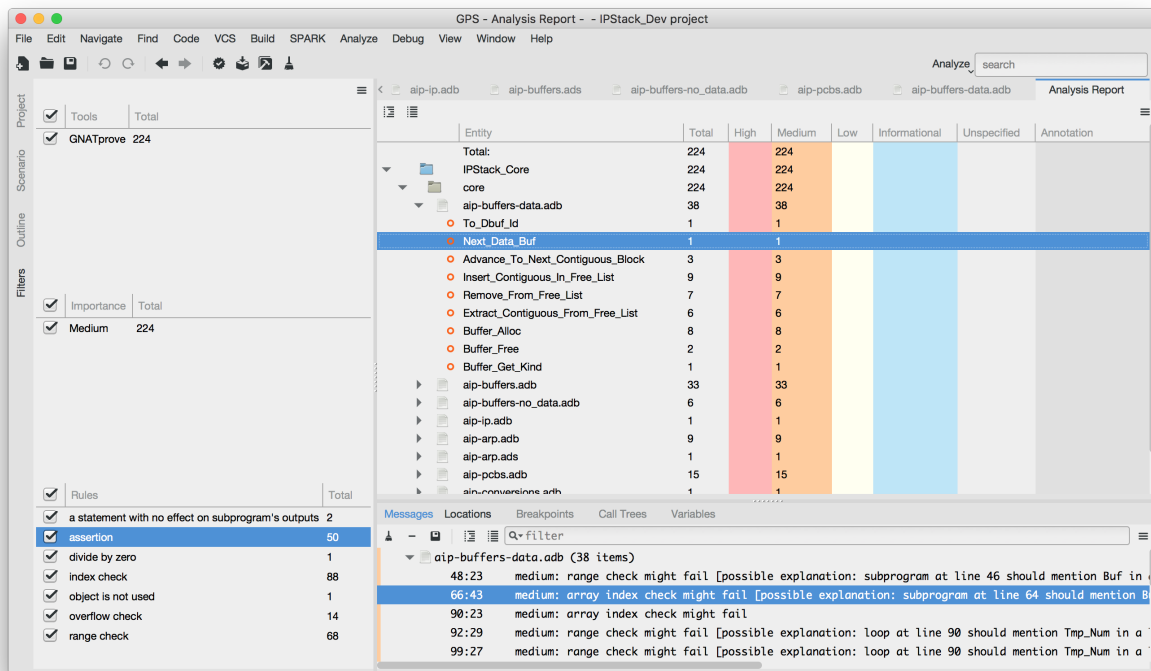 GPS - Analysis Report - - IPStack_Dev project
File Edit Navigate Find Code VCS Build SPARK Analyze Debug View Window Help
Analyze search
Project
Scenario
Outline
Filters
Tools Total
GNATprove 224
Importance Total
Medium 224
Rules Total
a statement with no effect on subprogram's outputs 2
assertion 50
divide by zero 1
index check 88
object is not used 1
overflow check 14
range check 68
aip-ip.adb aip-buffers.ads aip-buffers-no_data.adb aip-pcbs.adb aip-buffers-data.adb Analysis Report
Entity Total High Medium Low Informational Unspecified Annotation
Total: 224 224
IPStack_Core 224 224
core 224 224
aip-buffers-data.adb 38 38
To_Dbuf_Id 1 1
Next_Data_Buf 1 1
Advance_To_Next_Contiguous_Block 3 3
Insert_Contiguous_In_Free_List 9 9
Remove_From_Free_List 7 7
Extract_Contiguous_From_Free_List 6 6
Buffer_Alloc 8 8
Buffer_Free 2 2
Buffer_Get_Kind 1 1
aip-buffers.adb 33 33
aip-buffers-no_data.adb 6 6
aip-ip.adb 1 1
aip-arp.adb 9 9
aip-arp.ads 1 1
aip-pcbs.adb 15 15
aip-conversions.adb 1 1
Messages Locations Breakpoints Call Trees Variables
filter
aip-buffers-data.adb (38 items)
48:23 medium: range check might fail [possible explanation: subprogram at line 46 should mention Buf in a
66:43 medium: array index check might fail [possible explanation: subprogram at line 64 should mention B
90:23 medium: array index check might fail
92:29 medium: range check might fail [possible explanation: loop at line 90 should mention Tmp_Num in a l
99:27 medium: range check might fail [possible explanation: loop at line 90 should mention Tmp_Num in a l